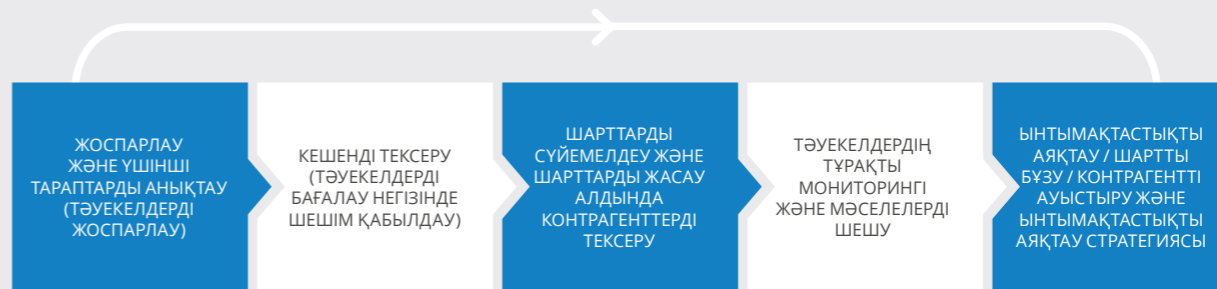 ЖОСПАРЛАУ
ЖӘНЕ ҮШІНШІ
ТАРАПТАРДЫ АНЫҚТАУ
(ТӘУЕКЕЛДЕРДІ
ЖОСПАРЛАУ)
КЕШЕНДІ ТЕКСЕРУ
(ТӘУЕКЕЛДЕРДІ
БАҒАЛАУ НЕГІЗІНДЕ
ШЕШІМ ҚАБЫЛДАУ)
ШАРТТАРДЫ
СҮЙЕМЕЛДЕУ ЖӘНЕ
ШАРТТАРДЫ ЖАСАУ
АЛДЫНДА
КОНТРАГЕНТТЕРДІ
ТЕКСЕРУ
ТӘУЕКЕЛДЕРДІҢ
ТҰРАҚТЫ
МОНИТОРИНГІ
ЖӘНЕ МӘСЕЛЕЛЕРДІ
ШЕШУ
ЫНТЫМАҚТАСТЫҚТЫ
АЯҚТАУ / ШАРТТЫ
БҰЗУ / КОНТРАГЕНТТІ
АУЫСТЫРУ ЖӘНЕ
ЫНТЫМАҚТАСТЫҚТЫ
АЯҚТАУ СТРАТЕГИЯСЫ